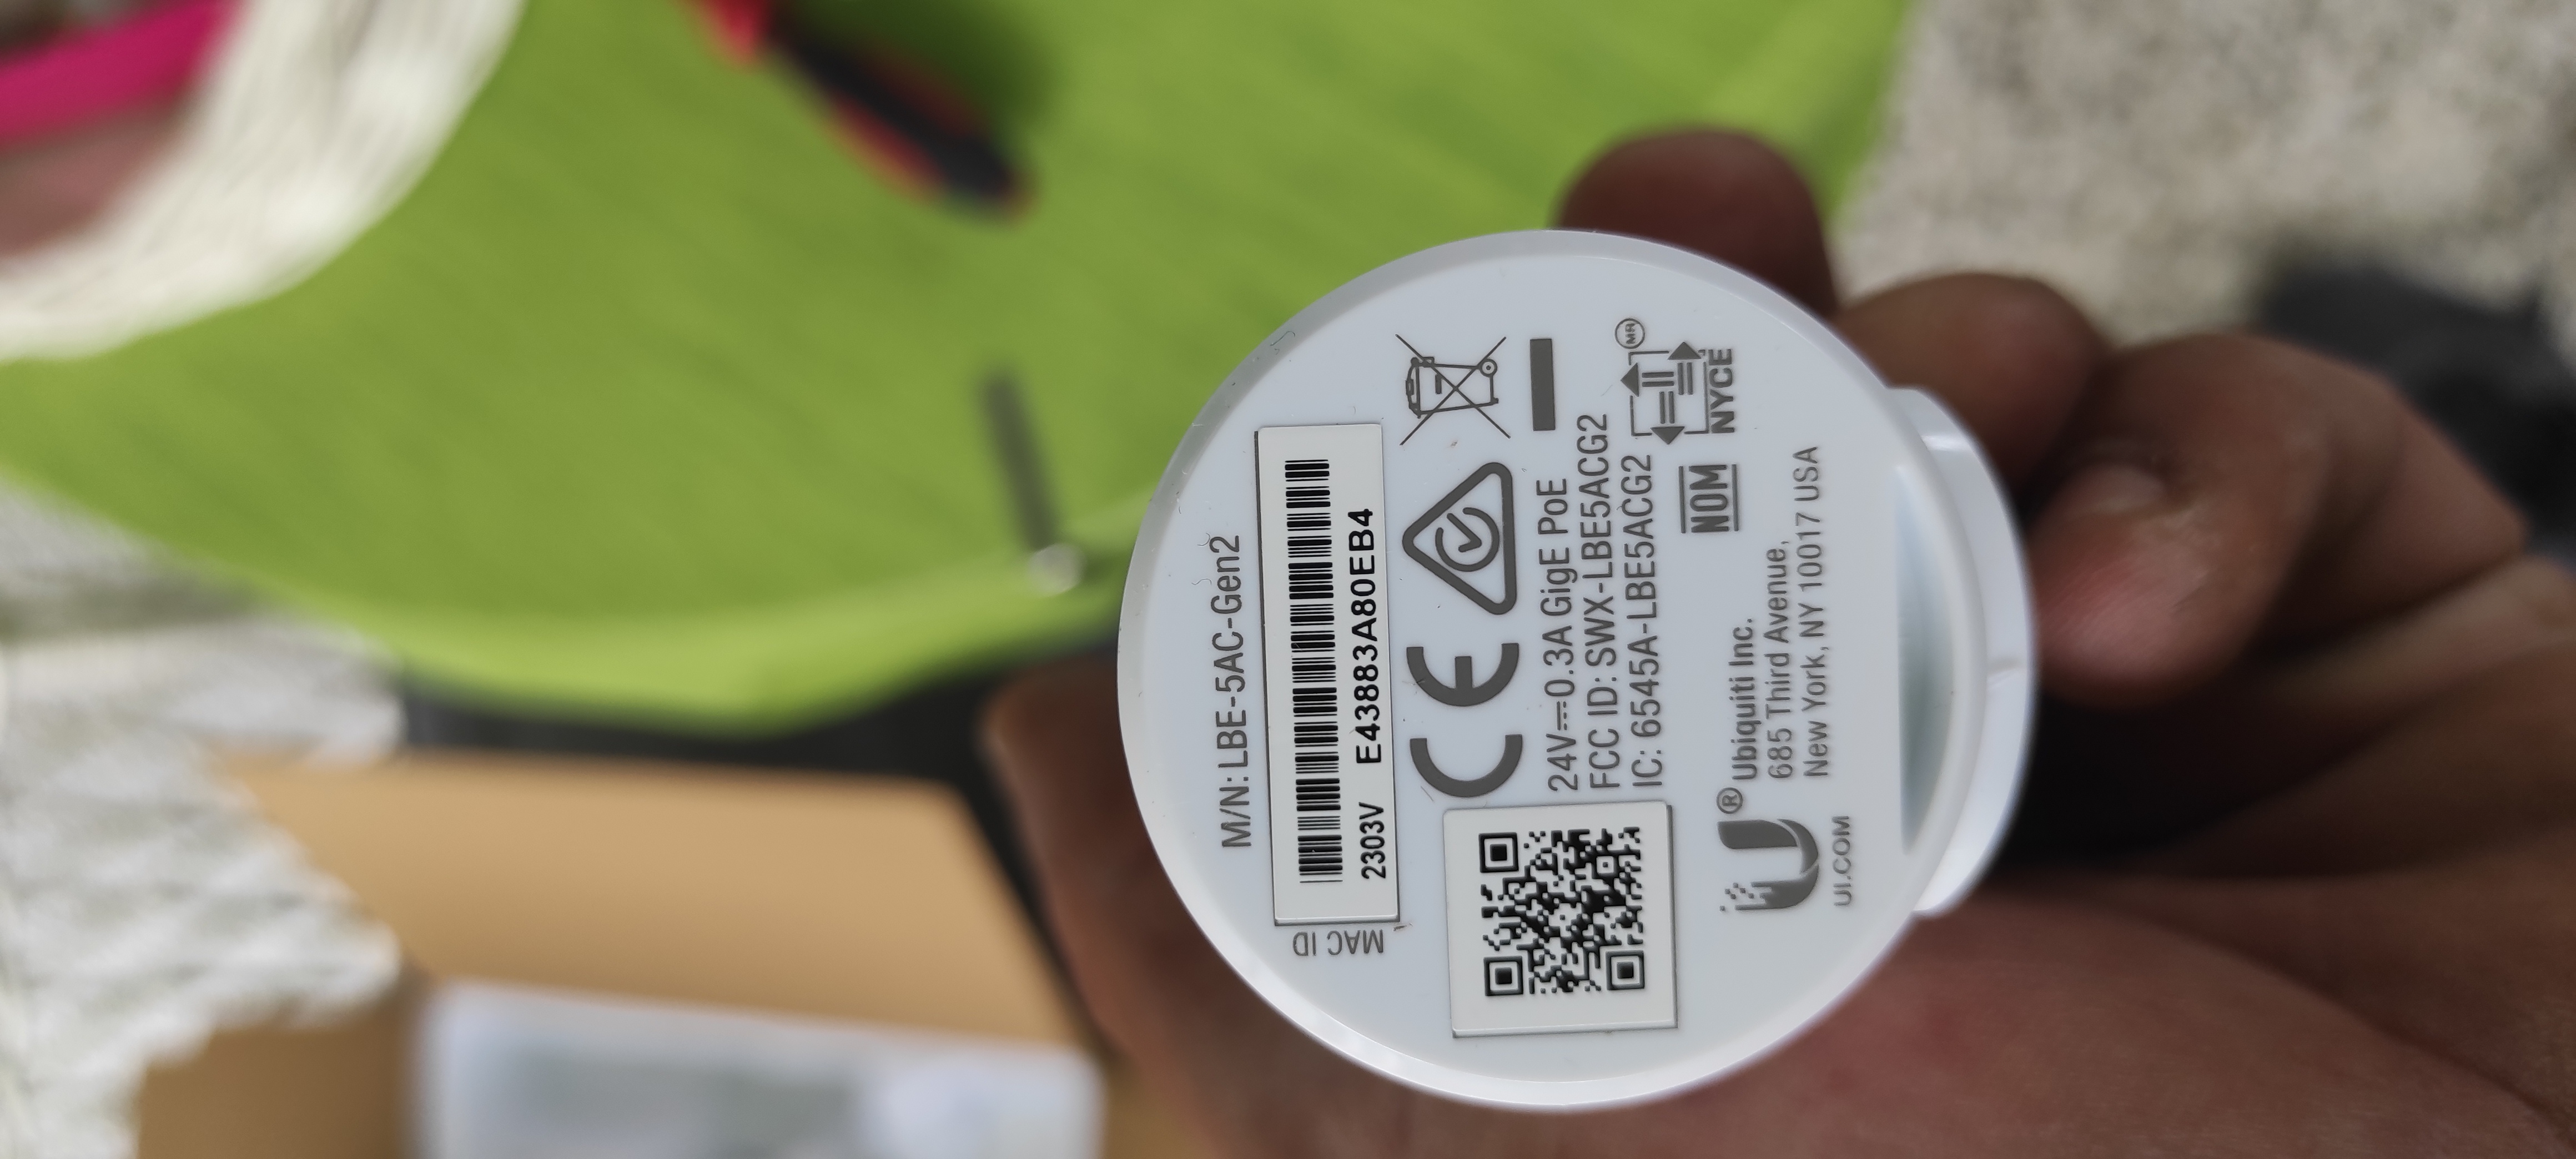 M/N: LBE-5AC-Gen2
MAC ID
2303V E43883A80EB4
CE
24V⎓0.3A GigE PoE
FCC ID: SWX-LBE5ACG2
IC: 6545A-LBE5ACG2
MR
NOM
NYCE
U®
Ubiquiti Inc.
685 Third Avenue,
New York, NY 10017 USA
UI.COM